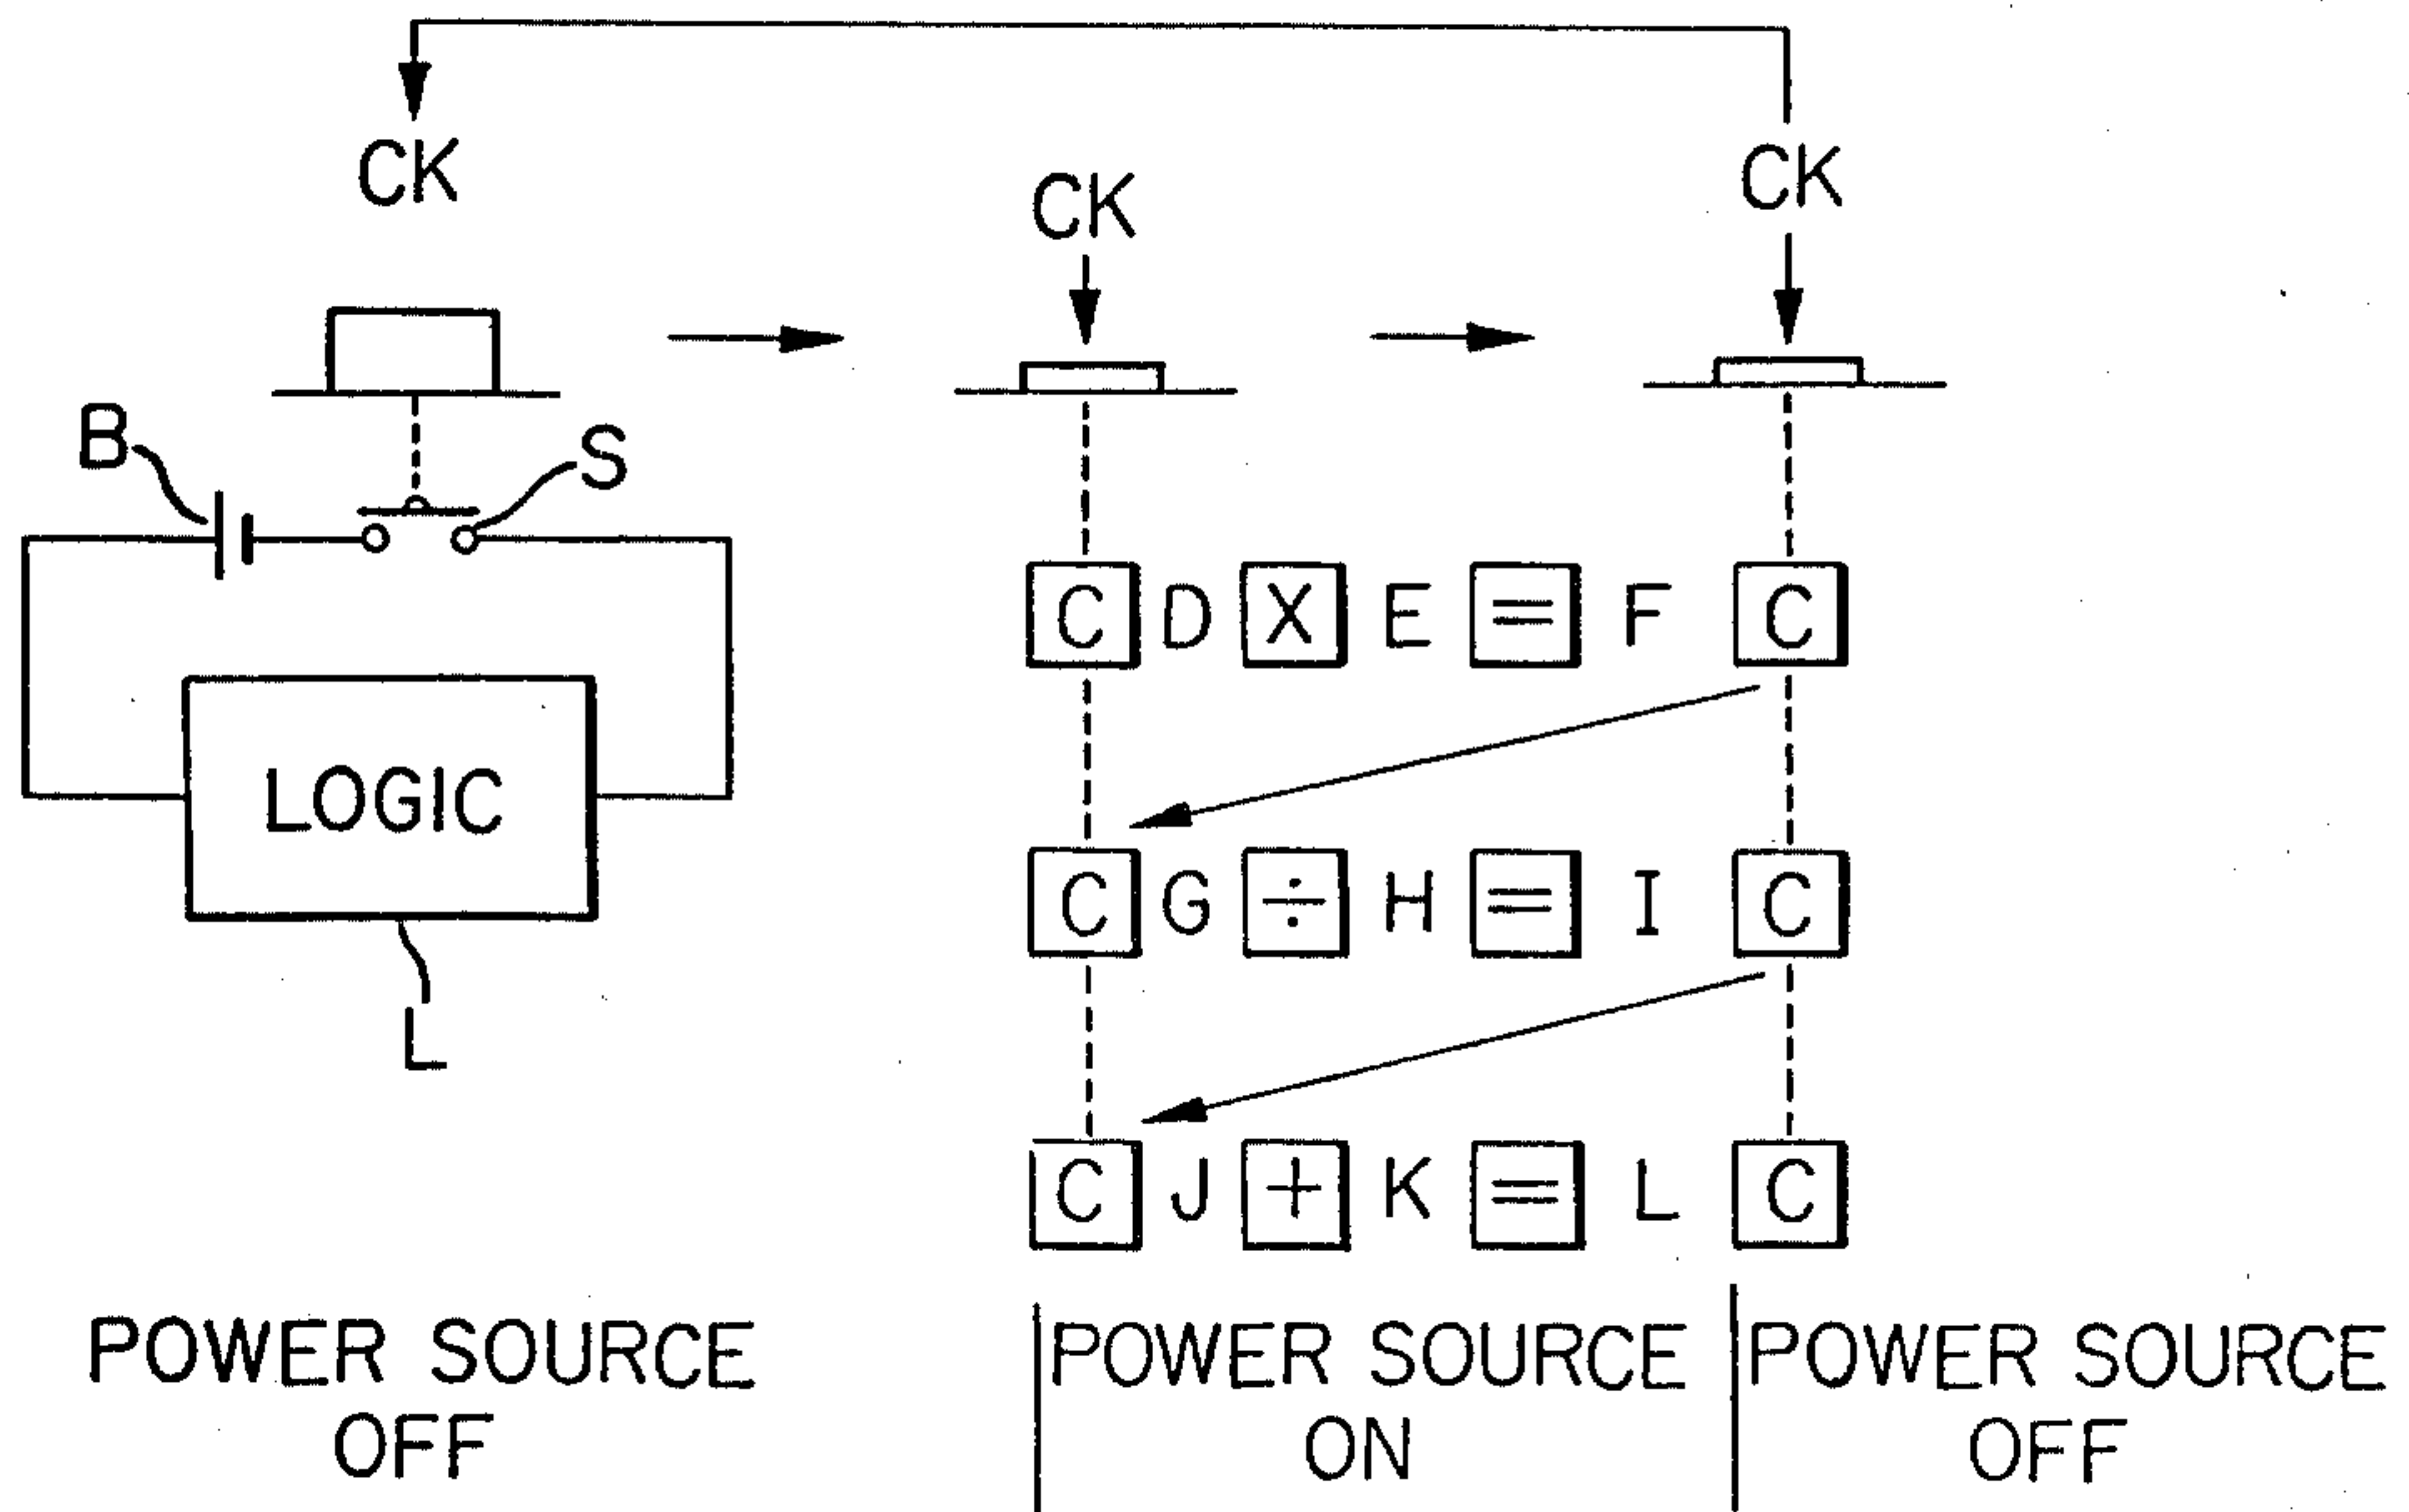 CK
CK
CK
B
S
LOGIC
L
C D X E = F C
C G ÷ H = I C
C J + K = L C
POWER SOURCE
OFF
POWER SOURCE
ON
POWER SOURCE
OFF